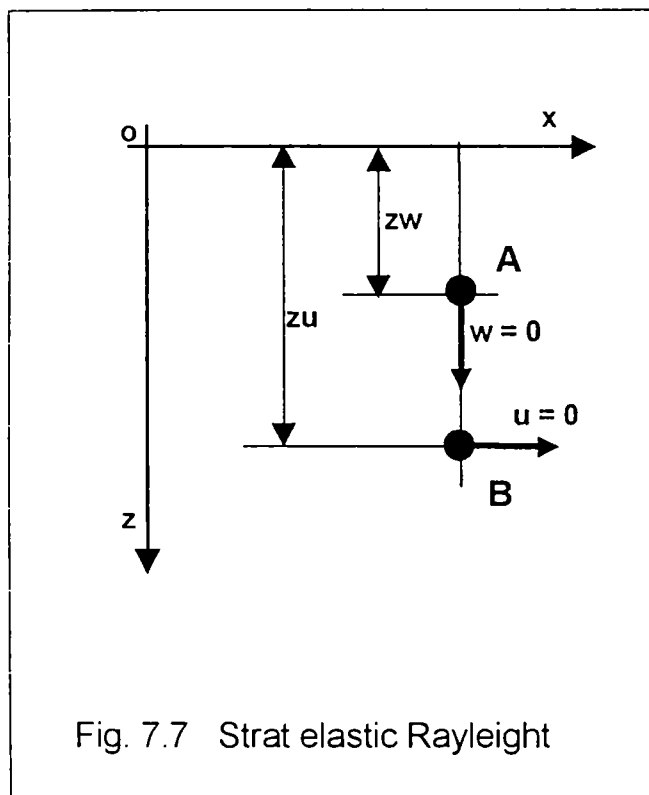 o
x
zw
A
zu
w = 0
u = 0
B
z
Fig. 7.7 Strat elastic Rayleight